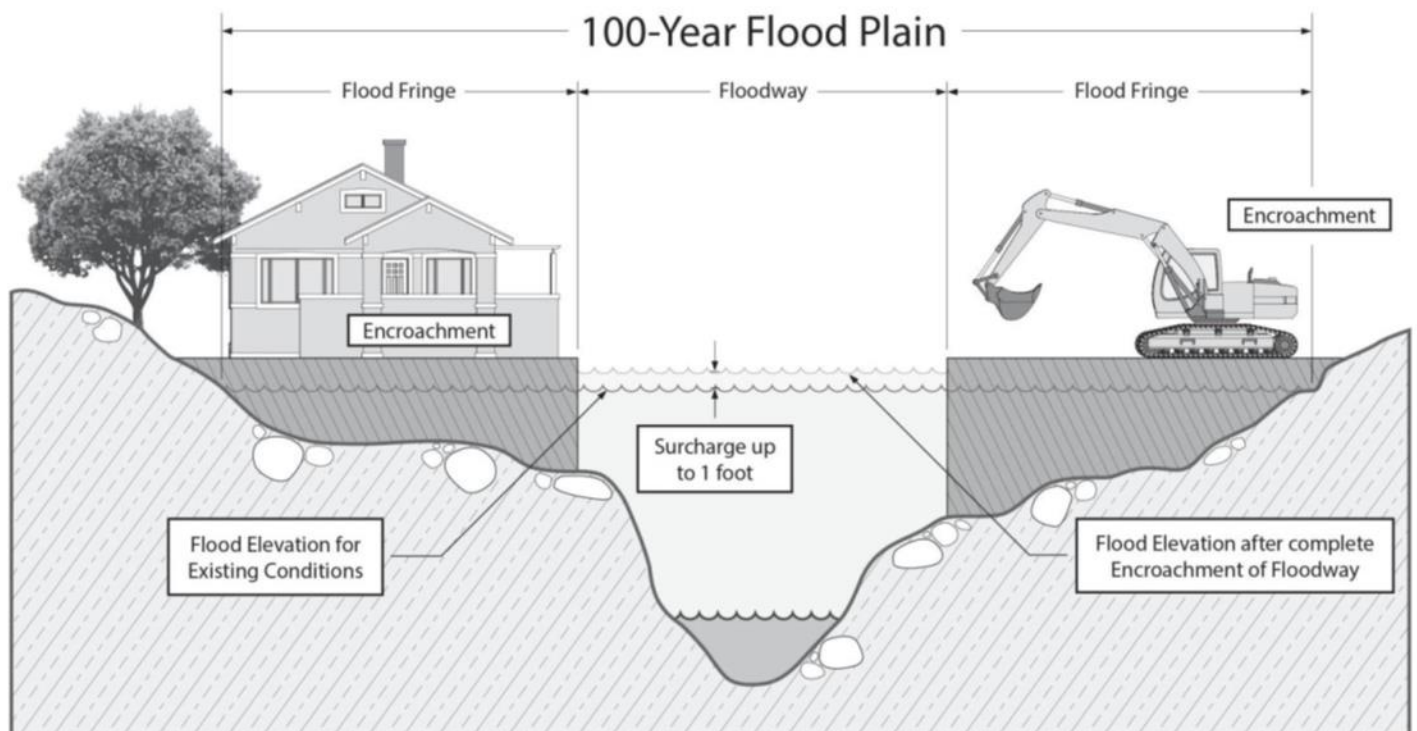 100-Year Flood Plain
Flood Fringe
Floodway
Flood Fringe
Encroachment
Encroachment
Surcharge up
to 1 foot
Flood Elevation for
Existing Conditions
Flood Elevation after complete
Encroachment of Floodway